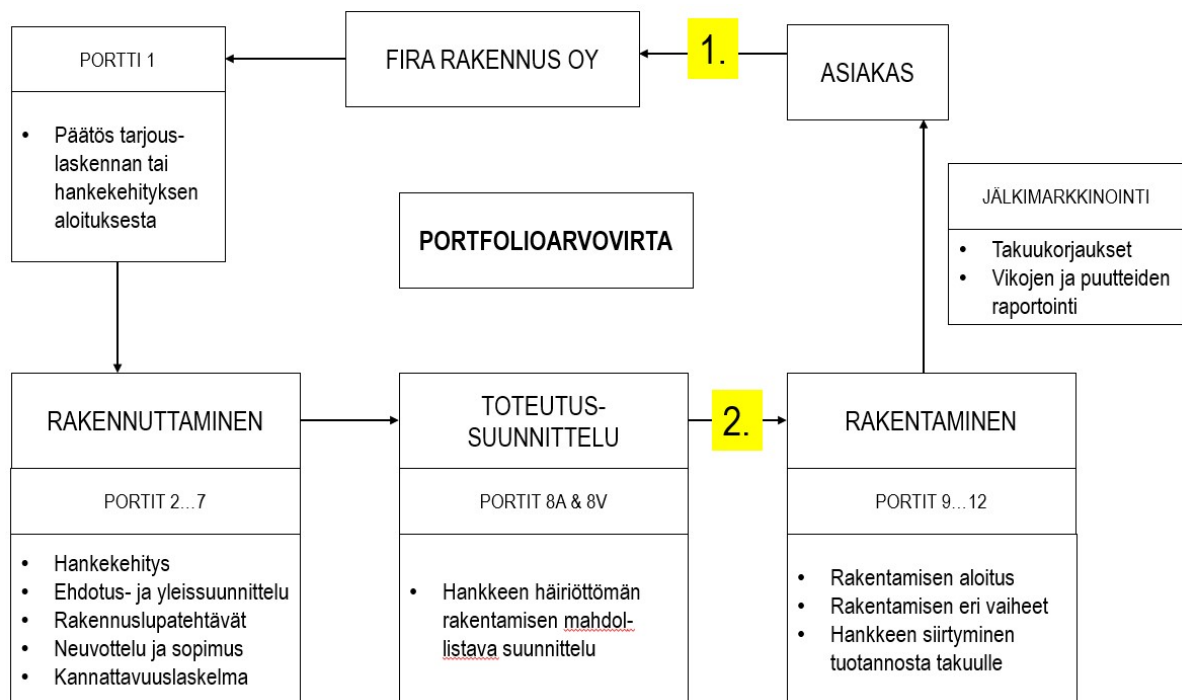 PORTTI 1
• Päätös tarjous-
laskennan tai
hankekehityksen
aloituksesta
FIRA RAKENNUS OY
1.
ASIAKAS
JÄLKIMARKKINOINTI
• Takuukorjaukset
• Vikojen ja puutteiden
raportointi
PORTFOLIOARVOVIRTA
RAKENNUTTAMINEN
PORTIT 2...7
• Hankekehitys
• Ehdotus- ja yleissuunnittelu
• Rakennuslupatehtävät
• Neuvottelu ja sopimus
• Kannattavuuslaskelma
TOTEUTUS-
SUUNNITTELU
PORTIT 8A & 8V
• Hankkeen häiriöttömän
rakentamisen mahdol-
listava suunnittelu
2.
RAKENTAMINEN
PORTIT 9...12
• Rakentamisen aloitus
• Rakentamisen eri vaiheet
• Hankkeen siirtyminen
tuotannosta takuulle